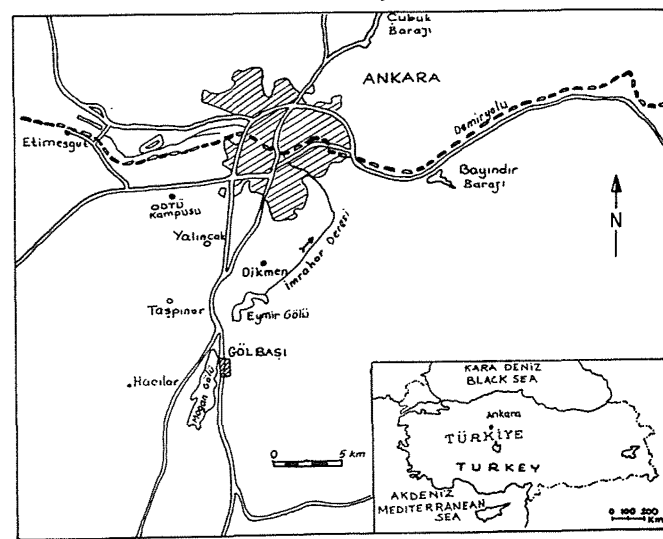 Çubuk
Barajı
ANKARA
Demiryolu
Etimesgut
Bayındır
Barajı
ODTÜ
Kampusu
N
Yalıncak
Dikmen
İmrahor Deresi
Taşpınar
Eymir Gölü
GÖLBAŞI
Hacılar
Mogan Gölü
0 5 km
KARA DENİZ
BLACK SEA
Ankara
TÜRKİYE
TURKEY
AKDENİZ
MEDITERRANEAN
SEA
0 100 200
Km